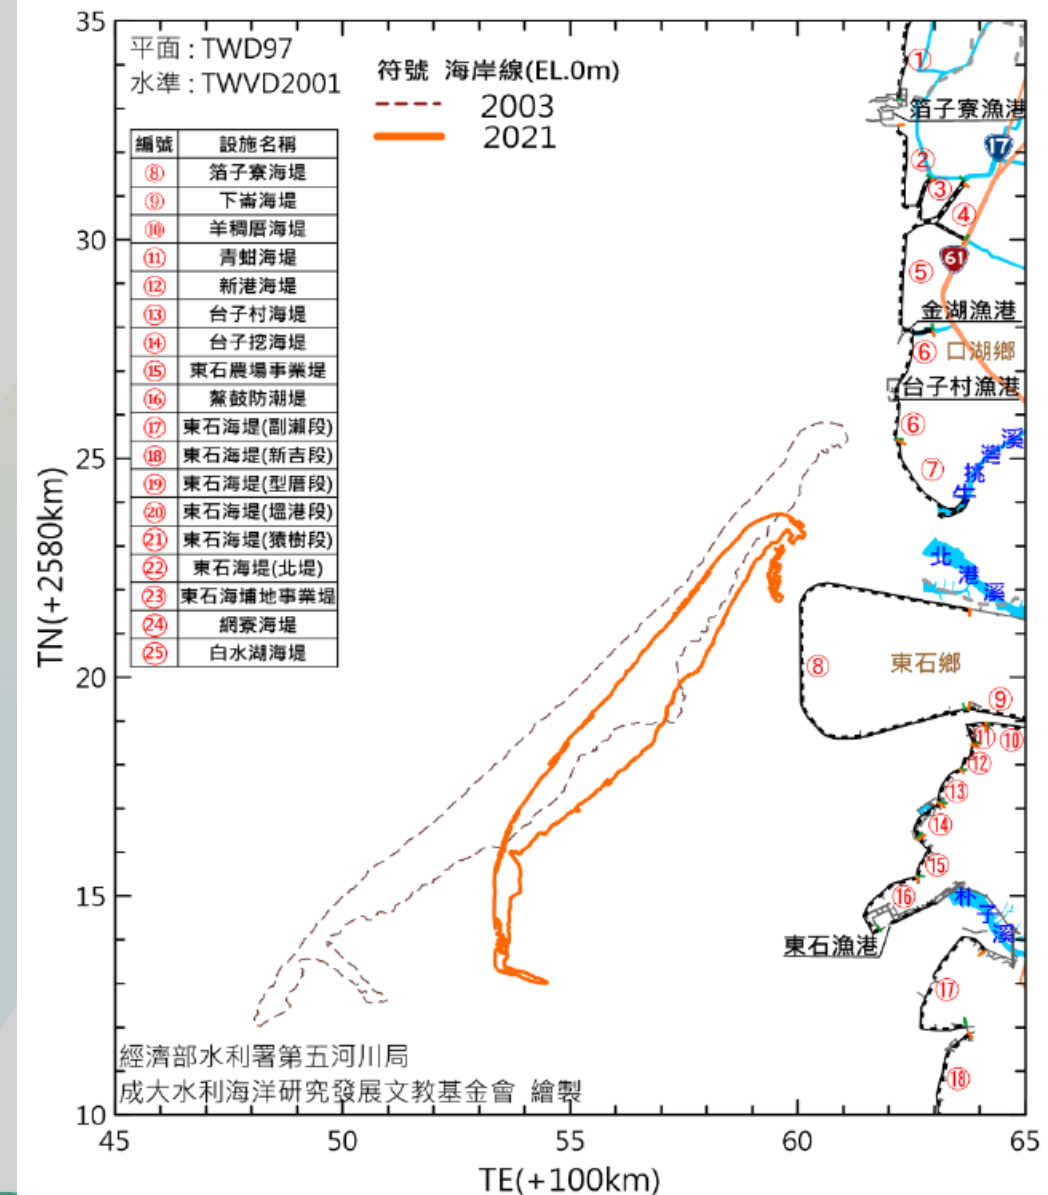 平面 : TWD97
水準 : TWVD2001
符號 海岸線(EL.0m)
2003
2021
編號 設施名稱
⑧ 箔子寮海堤
⑨ 下崙海堤
⑩ 羊稠厝海堤
⑪ 青蚶海堤
⑫ 新港海堤
⑬ 台子村海堤
⑭ 台子挖海堤
⑮ 東石農場事業堤
⑯ 鰲鼓防潮堤
⑰ 東石海堤(副瀨段)
⑱ 東石海堤(新吉段)
⑲ 東石海堤(型厝段)
⑳ 東石海堤(塭港段)
㉑ 東石海堤(猿樹段)
㉒ 東石海堤(北堤)
㉓ 東石海埔地事業堤
㉔ 網寮海堤
㉕ 白水湖海堤
①
箔子寮漁港
17
②
③
④
61
⑤
金湖漁港
⑥
口湖鄉
台子村漁港
⑥
⑦
牛挑灣溪
北港溪
⑧
東石鄉
⑨
⑪
⑩
⑫
⑬
⑭
⑮
⑯
朴子溪
東石漁港
⑰
⑱
經濟部水利署第五河川局
成大水利海洋研究發展文教基金會 繪製
35
30
25
20
15
10
TN(+2580km)
45 50 55 60 65
TE(+100km)